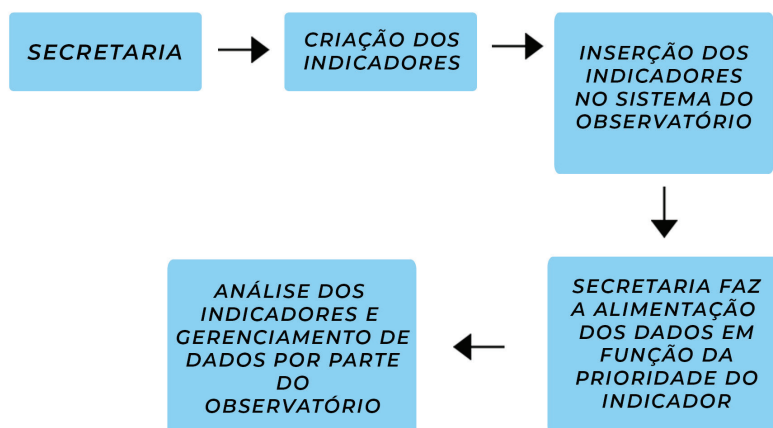 SECRETARIA
CRIAÇÃO DOS
INDICADORES
INSERÇÃO DOS
INDICADORES
NO SISTEMA DO
OBSERVATÓRIO
SECRETARIA FAZ
A ALIMENTAÇÃO
DOS DADOS EM
FUNÇÃO DA
PRIORIDADE DO
INDICADOR
ANÁLISE DOS
INDICADORES E
GERENCIAMENTO DE
DADOS POR PARTE
DO
OBSERVATÓRIO